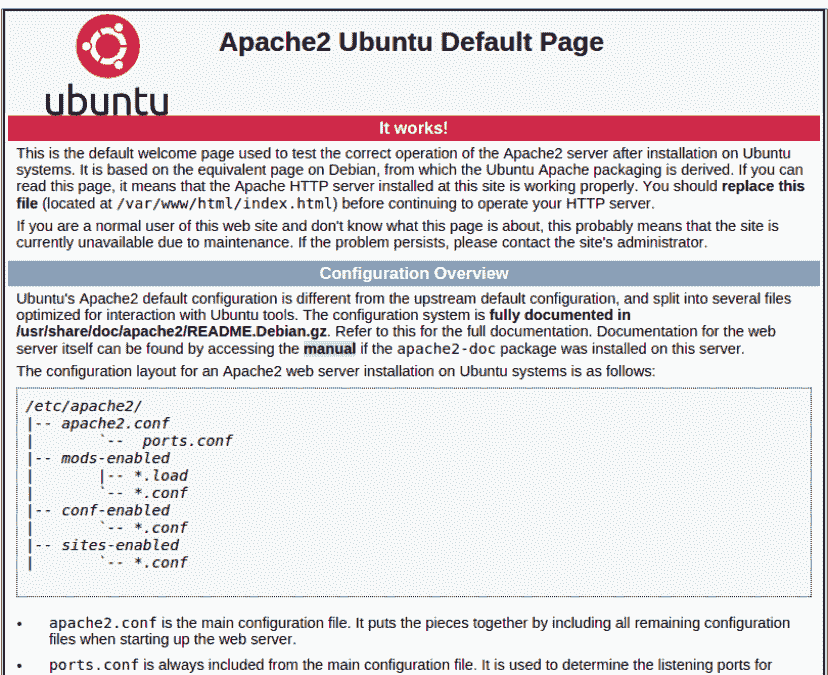 Apache2 Ubuntu Default Page
ubuntu
It works!
This is the default welcome page used to test the correct operation of the Apache2 server after installation on Ubuntu
systems. It is based on the equivalent page on Debian, from which the Ubuntu Apache packaging is derived. If you can
read this page, it means that the Apache HTTP server installed at this site is working properly. You should replace this
file (located at /var/www/html/index.html) before continuing to operate your HTTP server.
If you are a normal user of this web site and don't know what this page is about, this probably means that the site is
currently unavailable due to maintenance. If the problem persists, please contact the site's administrator.
Configuration Overview
Ubuntu's Apache2 default configuration is different from the upstream default configuration, and split into several files
optimized for interaction with Ubuntu tools. The configuration system is fully documented in
/usr/share/doc/apache2/README.Debian.gz. Refer to this for the full documentation. Documentation for the web
server itself can be found by accessing the manual if the apache2-doc package was installed on this server.
The configuration layout for an Apache2 web server installation on Ubuntu systems is as follows:
/etc/apache2/
|-- apache2.conf
|       `--  ports.conf
|-- mods-enabled
|       |-- *.load
|       `-- *.conf
|-- conf-enabled
|       `-- *.conf
|-- sites-enabled
|       `-- *.conf
• apache2.conf is the main configuration file. It puts the pieces together by including all remaining configuration
files when starting up the web server.
• ports.conf is always included from the main configuration file. It is used to determine the listening ports for